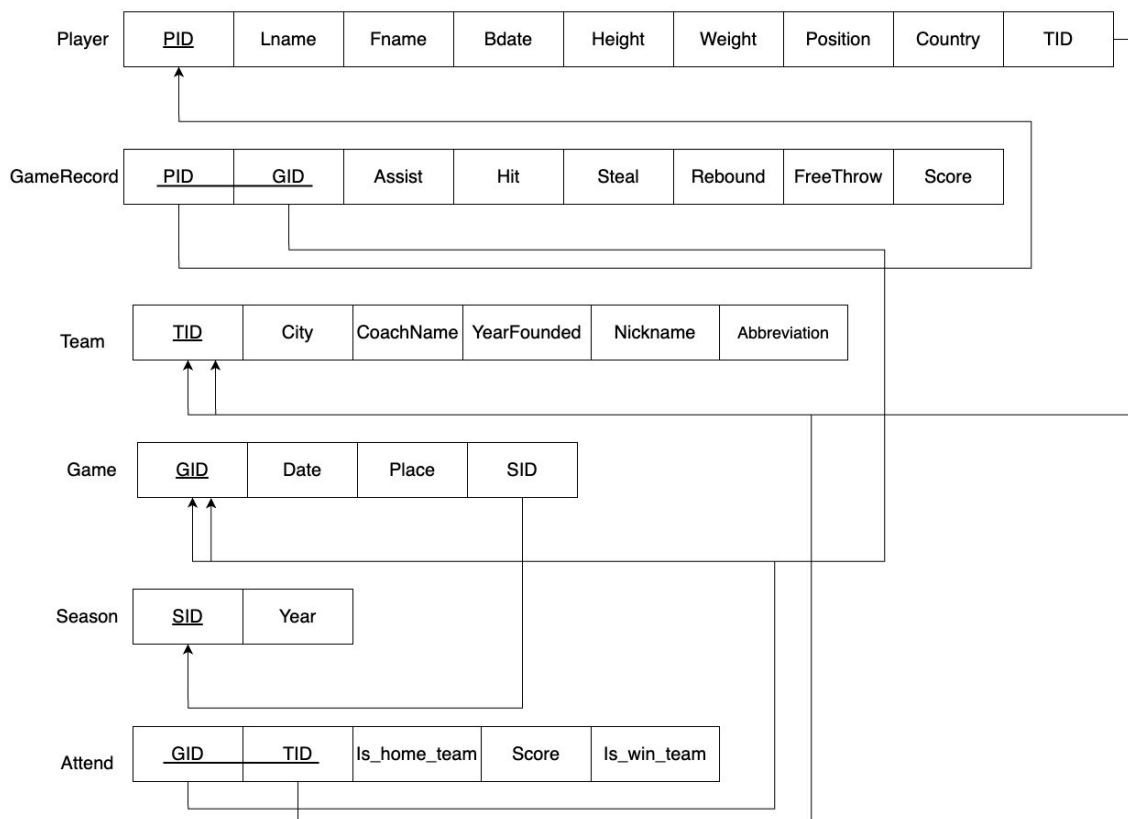 Player PID Lname Fname Bdate Height Weight Position Country TID
GameRecord PID GID Assist Hit Steal Rebound FreeThrow Score
Team TID City CoachName YearFounded Nickname Abbreviation
Game GID Date Place SID
Season SID Year
Attend GID TID Is_home_team Score Is_win_team